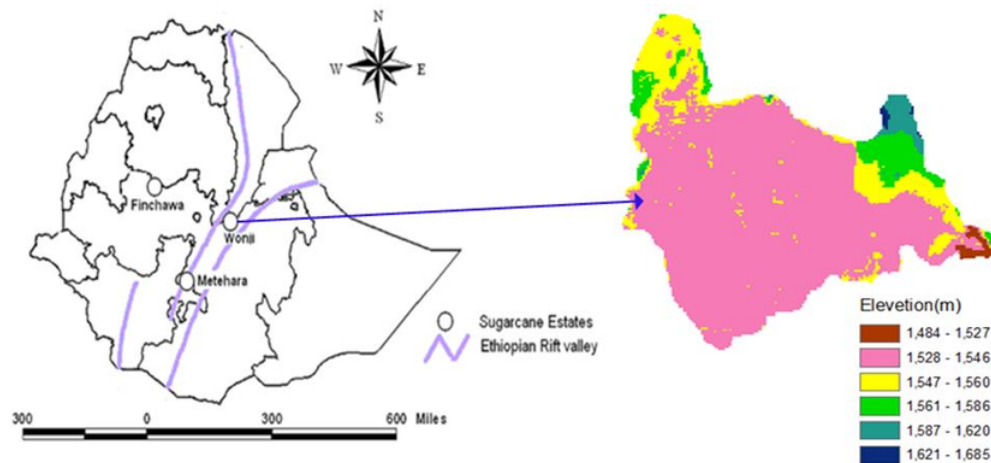 N
W E
S
Finchawa
Wonji
Metehara
Sugarcane Estates
Ethiopian Rift valley
300 0 300 600 Miles
Elevetion(m)
1,484 - 1,527
1,528 - 1,546
1,547 - 1,560
1,561 - 1,586
1,587 - 1,620
1,621 - 1,685